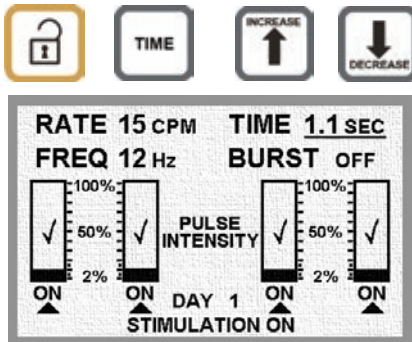 TIME
INCREASE
DECREASE
RATE 15 CPM TIME 1.1 SEC
FREQ 12 Hz BURST OFF
100% 100%
50% PULSE INTENSITY 50%
2% 2%
ON ON ON ON
DAY 1
STIMULATION ON